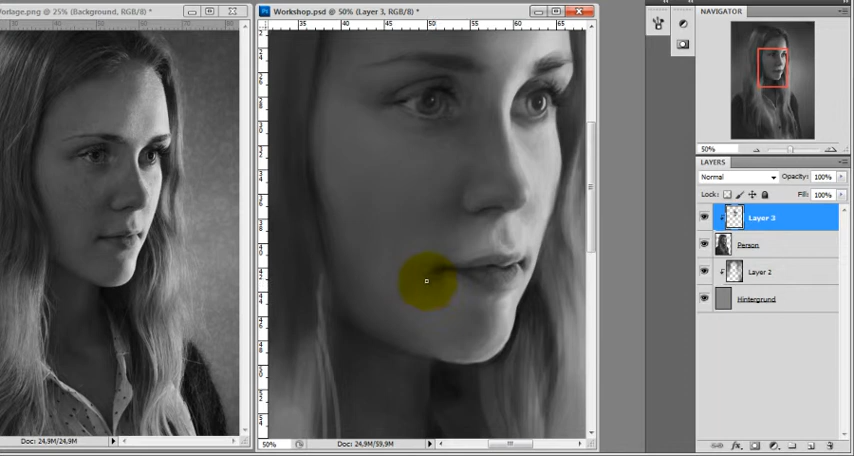 orlage.png @ 25% (Background, RGB/8) *
Workshop.psd @ 50% (Layer 3, RGB/8) *
NAVIGATOR
50%
LAYERS
Normal
Opacity: 100%
Lock:
Fill: 100%
Layer 3
Person
Layer 2
Hintergrund
Doc: 24,9M/24,9M
50%
Doc: 24,9M/59,9M
fx